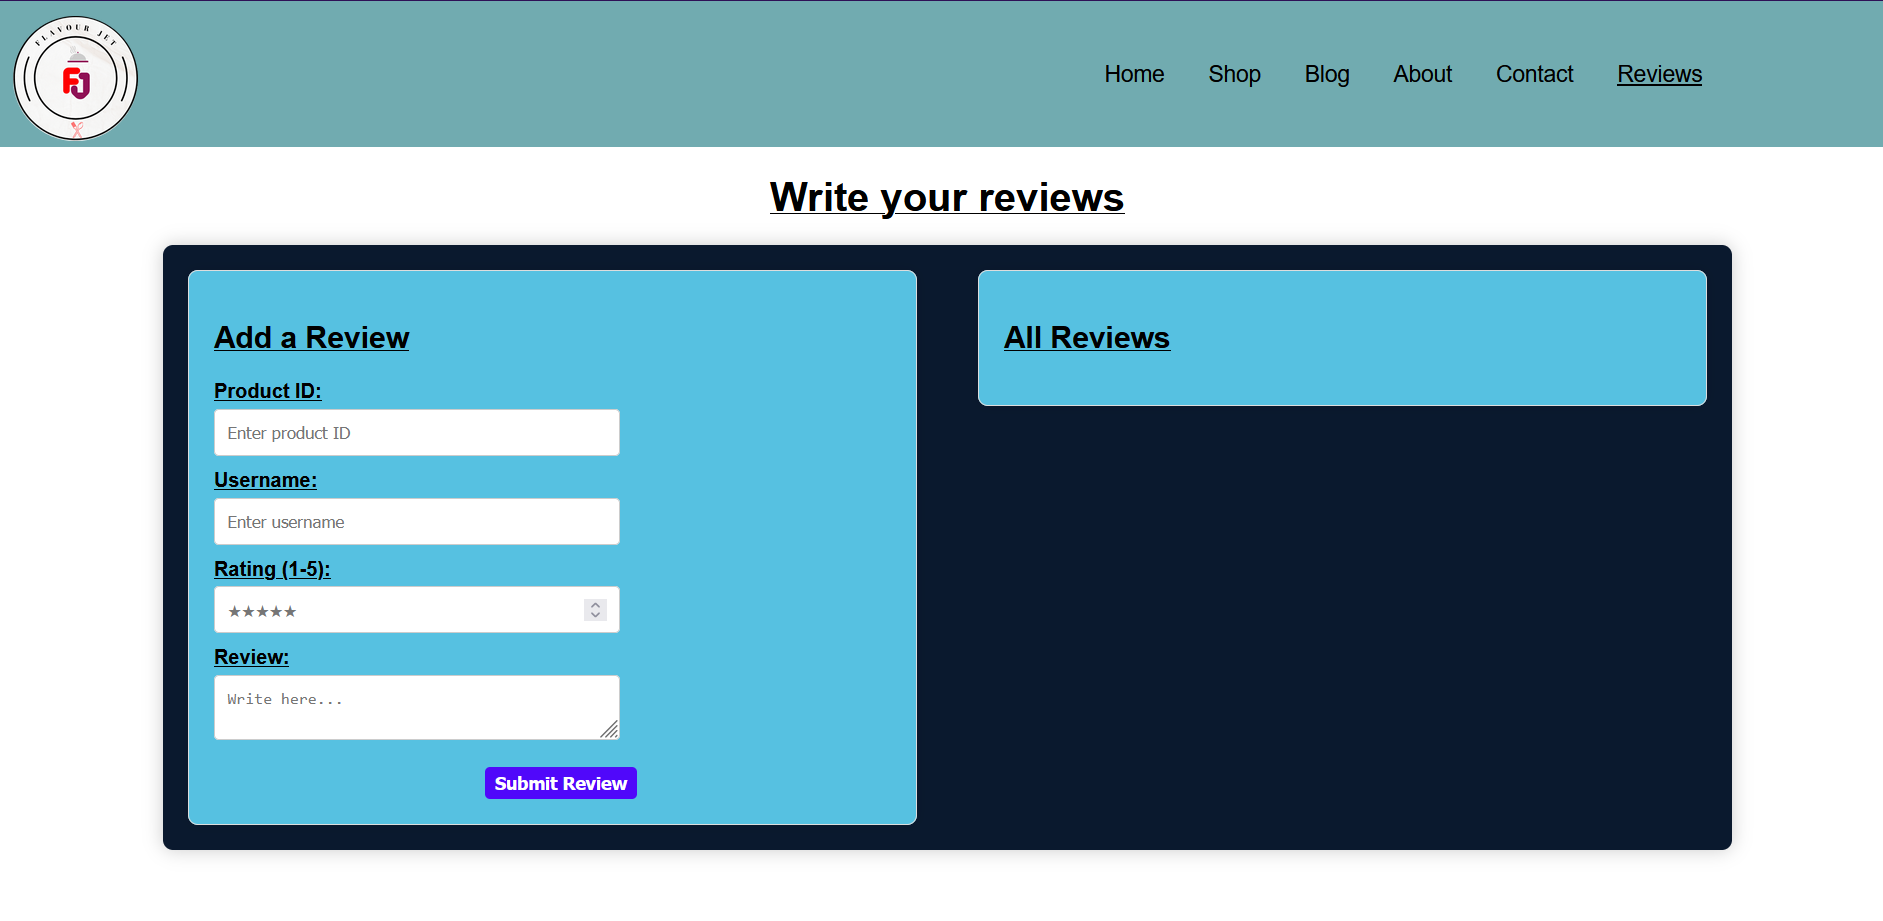 FLAVOUR JET
FJ
Home Shop Blog About Contact Reviews
Write your reviews
Add a Review
Product ID:
Enter product ID
Username:
Enter username
Rating (1-5):
★★★★★
Review:
Write here...
Submit Review
All Reviews